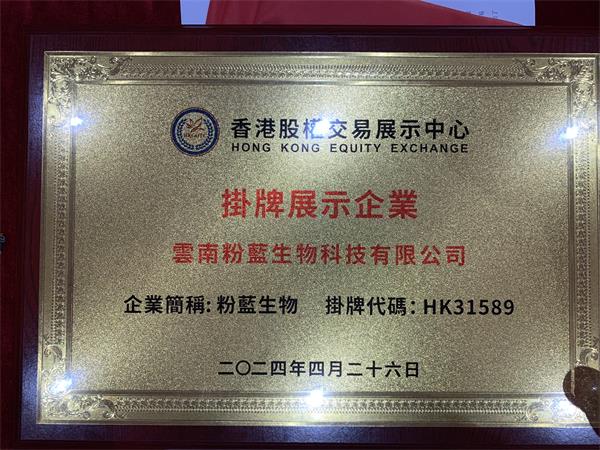 香港股權交易展示中心
HONG KONG EQUITY EXCHANGE
掛牌展示企業
雲南粉藍生物科技有限公司
企業簡稱: 粉藍生物 掛牌代碼: HK31589
二〇二四年四月二十六日